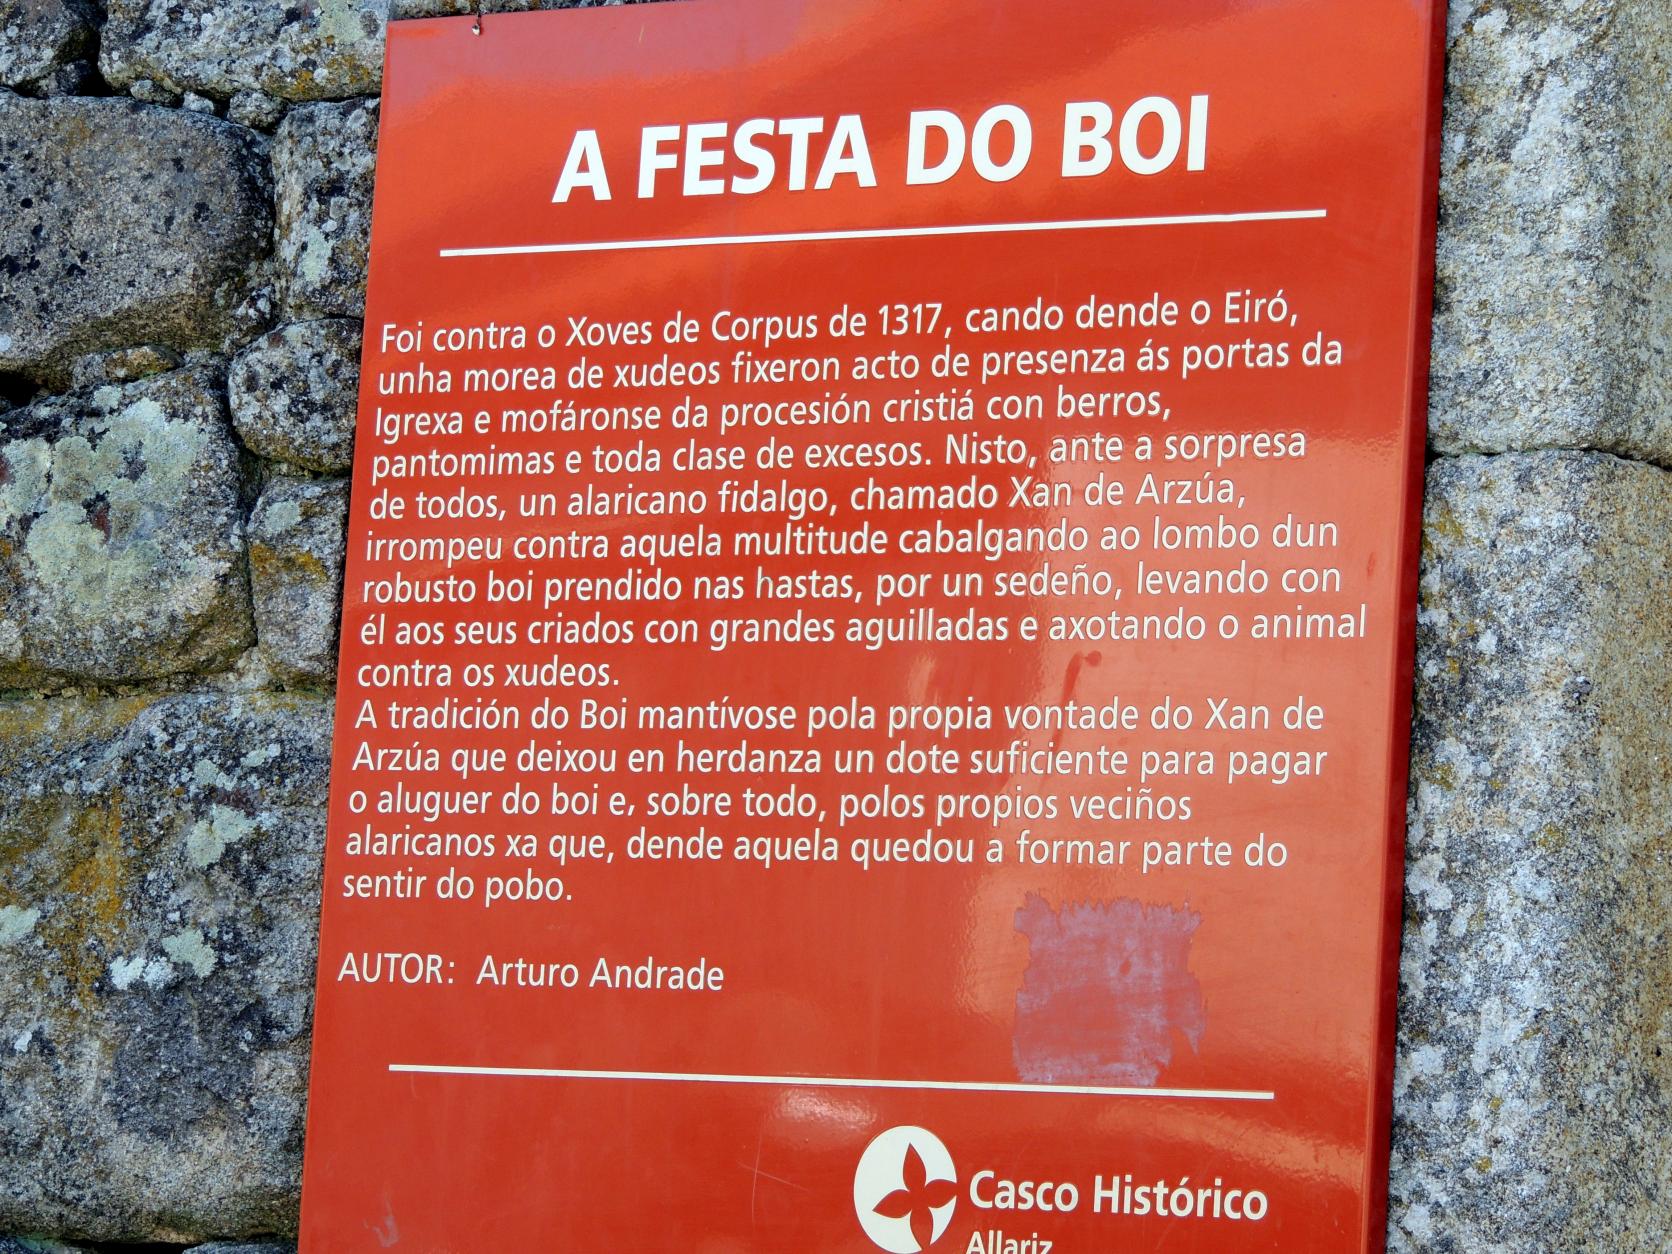 A FESTA DO BOI
Foi contra o Xoves de Corpus de 1317, cando dende o Eiró,
unha morea de xudeos fixeron acto de presenza ás portas da
Igrexa e mofáronse da procesión cristiá con berros,
pantomimas e toda clase de excesos. Nisto, ante a sorpresa
de todos, un alaricano fidalgo, chamado Xan de Arzúa,
irrompeu contra aquela multitude cabalgando ao lombo dun
robusto boi prendido nas hastas, por un sedeño, levando con
él aos seus criados con grandes aguilladas e axotando o animal
contra os xudeos.
A tradición do Boi mantívose pola propia vontade do Xan de
Arzúa que deixou en herdanza un dote suficiente para pagar
o aluguer do boi e, sobre todo, polos propios veciños
alaricanos xa que, dende aquela quedou a formar parte do
sentir do pobo.
AUTOR: Arturo Andrade
Casco Histórico
Allariz